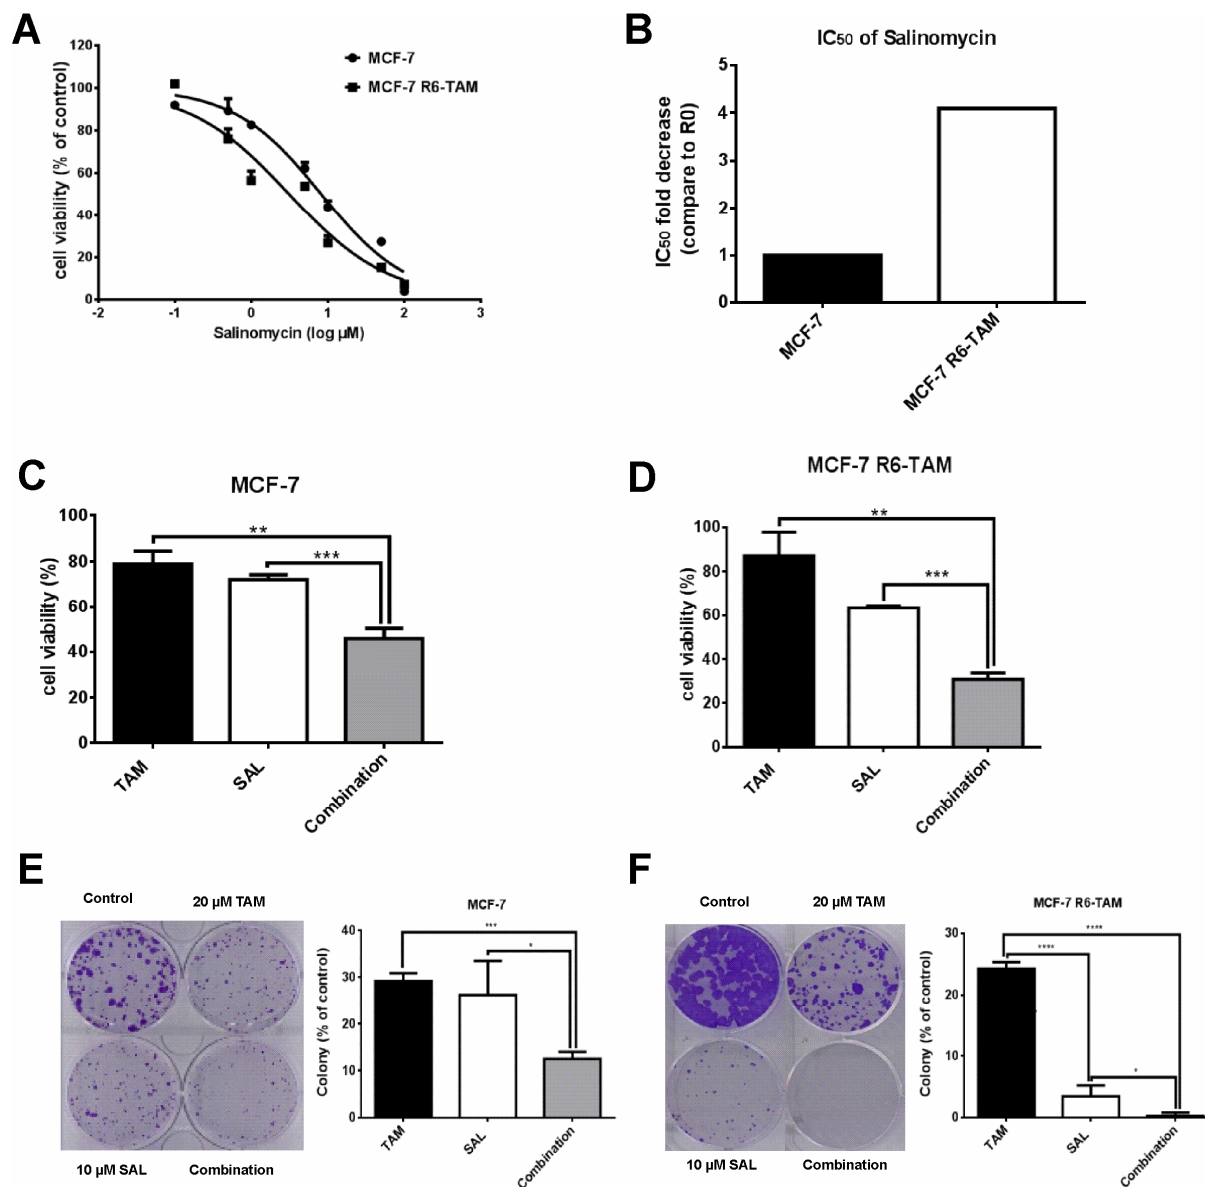 A
120
100
80
60
40
20
0
-2
-1
0
1
2
3
cell viability (% of control)
Salinomycin (log µM)
MCF-7
MCF-7 R6-TAM
B
IC50 of Salinomycin
5
4
3
2
1
0
IC50 fold decrease
(compare to R0)
MCF-7
MCF-7 R6-TAM
C
MCF-7
100
80
60
40
20
0
cell viability (%)
**
***
TAM
SAL
Combination
D
MCF-7 R6-TAM
100
80
60
40
20
0
cell viability (%)
**
***
TAM
SAL
Combination
E
Control
20 µM TAM
10 µM SAL
Combination
MCF-7
40
30
20
10
0
Colony (% of control)
***
*
TAM
SAL
Combination
F
Control
20 µM TAM
10 µM SAL
Combination
MCF-7 R6-TAM
30
20
10
0
Colony (% of control)
****
****
*
TAM
SAL
Combination